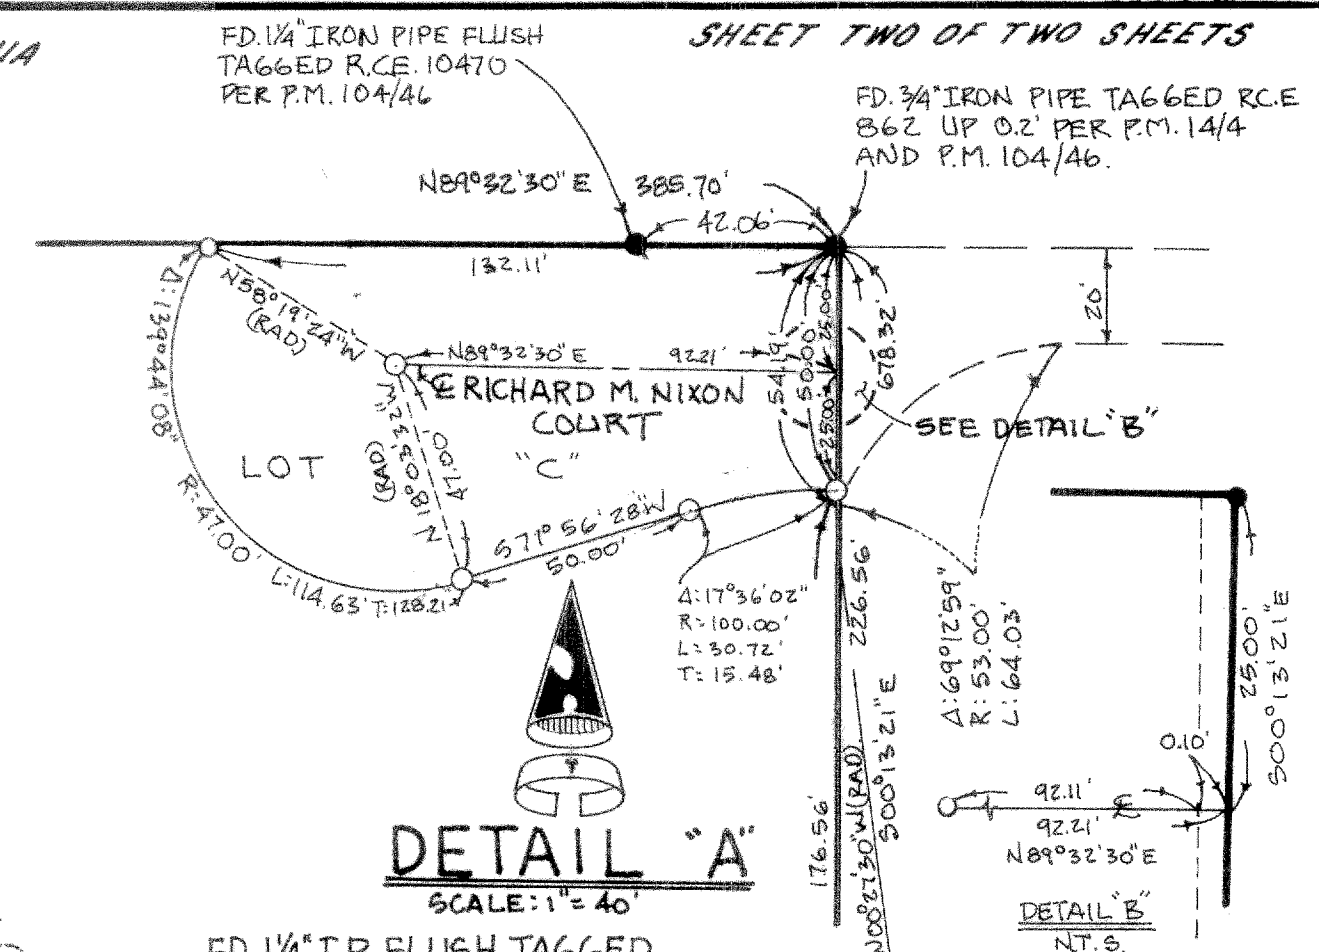 SHEET TWO OF TWO SHEETS
FD. 1¼" IRON PIPE FLUSH
TAGGED R.C.E. 10470
PER P.M. 104/46
FD. ¾" IRON PIPE TAGGED R.C.E
862 UP 0.2' PER P.M. 14/4
AND P.M. 104/46.
N89°32'30"E 385.70'
42.06'
132.11'
20'
Δ:139°44'08"
R:47.00'
L:114.63' T:128.21'
N58°19'24"W
(RAD.)
N89°32'30"E 92.21'
℄ RICHARD M. NIXON
COURT
LOT "C"
N18°03'32"W
(RAD)
47.00'
54.19'
50.00'
25.00'
25.00'
678.32'
SEE DETAIL "B"
S71°56'28"W
50.00'
Δ:17°36'02"
R:100.00'
L:30.72'
T:15.48'
226.56'
S00°13'21"E
176.56'
N00°27'30"W (RAD)
Δ:69°12'59"
R:53.00'
L:64.03'
25.00'
S00°13'21"E
0.10'
92.11' ℄
92.21'
N89°32'30"E
DETAIL "B"
N.T.S.
DETAIL "A"
SCALE: 1"=40'
FD. 1¼" I.P. FLUSH TAGGED